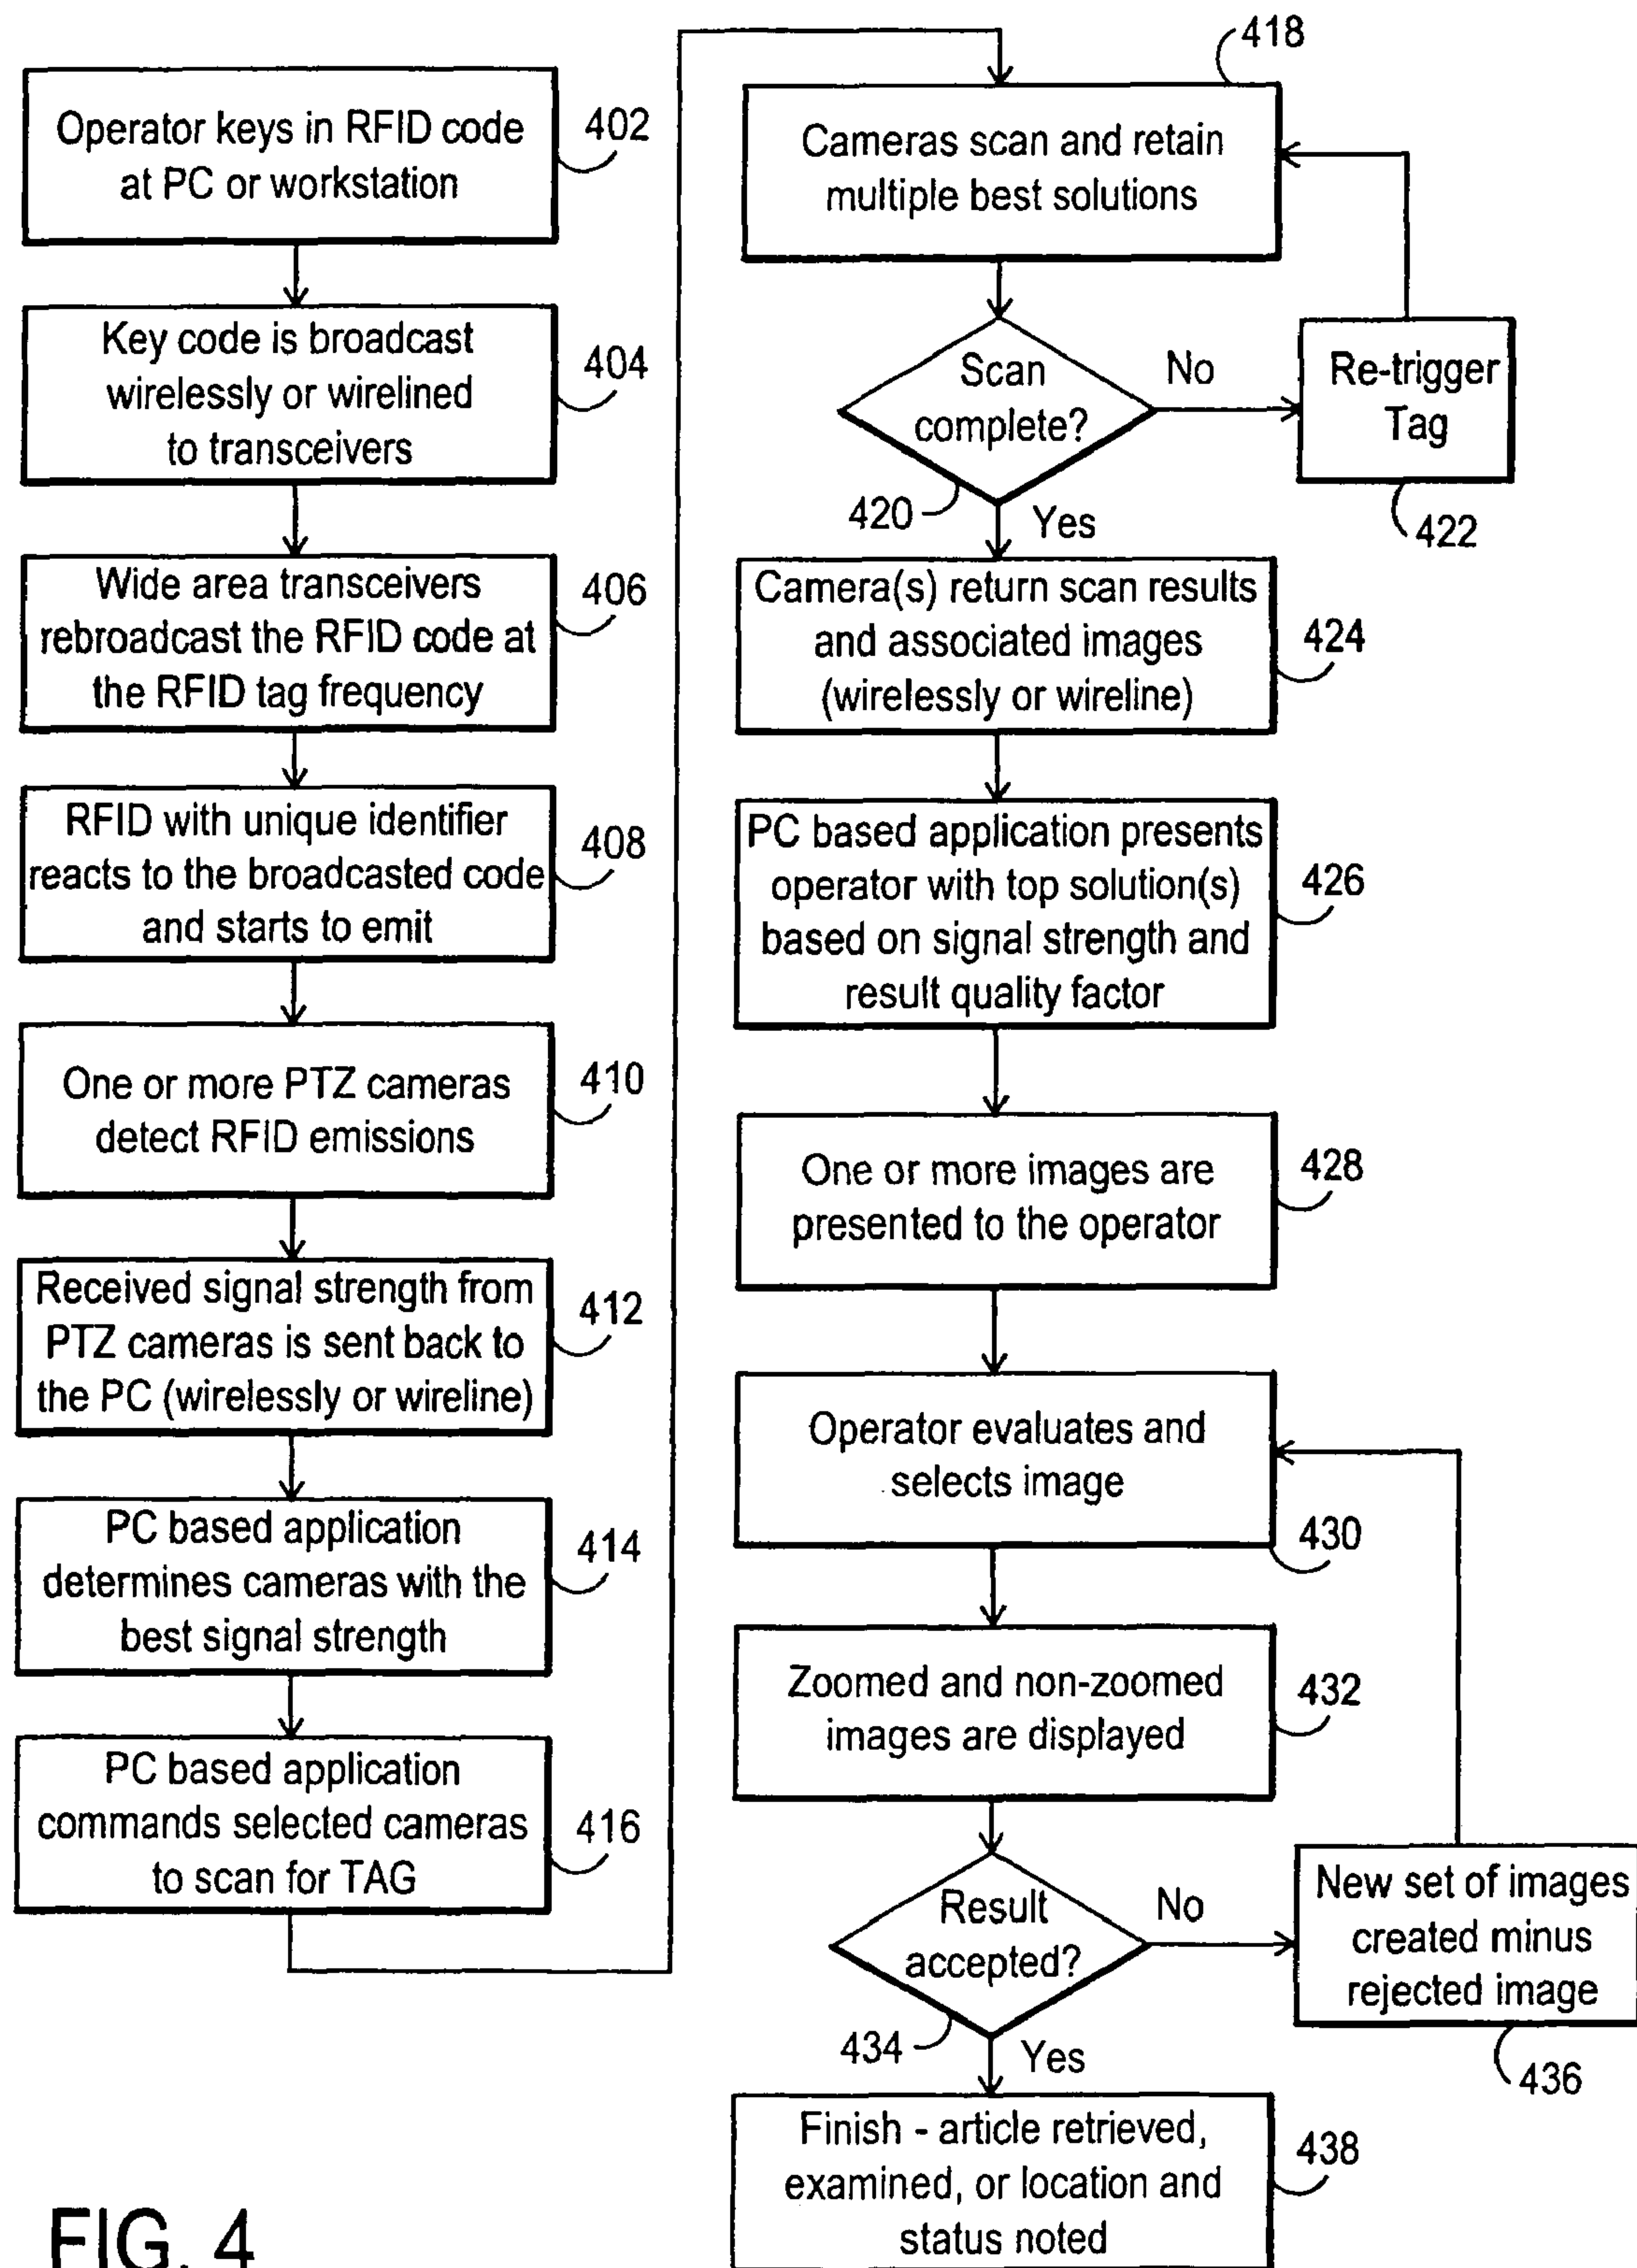 Operator keys in RFID code
at PC or workstation
402
Key code is broadcast
wirelessly or wirelined
to transceivers
404
Wide area transceivers
rebroadcast the RFID code at
the RFID tag frequency
406
RFID with unique identifier
reacts to the broadcasted code
and starts to emit
408
One or more PTZ cameras
detect RFID emissions
410
Received signal strength from
PTZ cameras is sent back to
the PC (wirelessly or wireline)
412
PC based application
determines cameras with the
best signal strength
414
PC based application
commands selected cameras
to scan for TAG
416
418
Cameras scan and retain
multiple best solutions
Scan
complete?
No
Re-trigger
Tag
420
Yes
422
Camera(s) return scan results
and associated images
(wirelessly or wireline)
424
PC based application presents
operator with top solution(s)
based on signal strength and
result quality factor
426
One or more images are
presented to the operator
428
Operator evaluates and
selects image
430
Zoomed and non-zoomed
images are displayed
432
Result
accepted?
No
New set of images
created minus
rejected image
434
Yes
436
Finish - article retrieved,
examined, or location and
status noted
438
FIG. 4